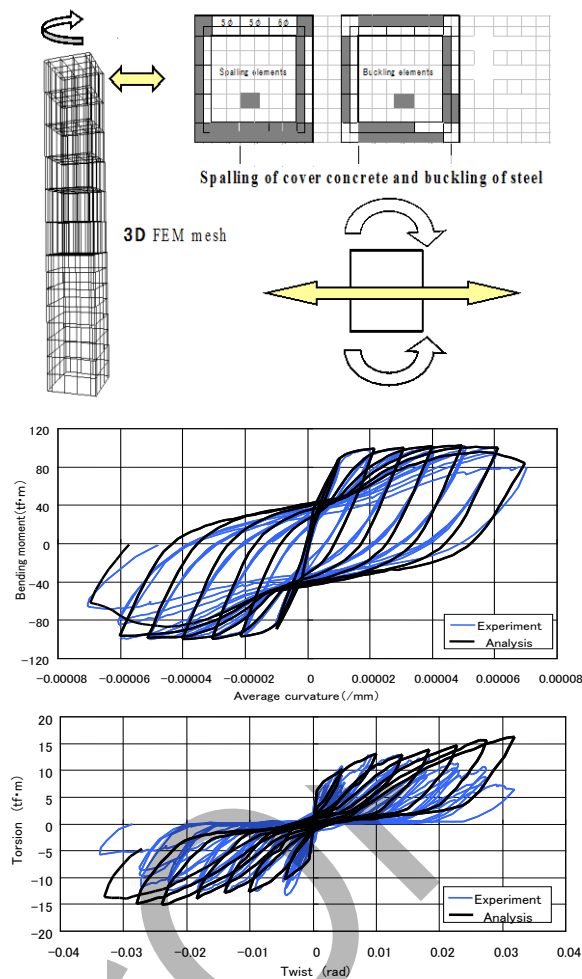 5φ 5φ 6φ
Spalling elements
Buckling elements
Spalling of cover concrete and buckling of steel
3D FEM mesh
120
80
40
0
-40
-80
-120
Bending moment(tf・m)
Experiment
Analysis
-0.00008 -0.00006 -0.00004 -0.00002 0 0.00002 0.00004 0.00006 0.00008
Average curvature(/mm)
20
15
10
5
0
-5
-10
-15
-20
Torsion (tf・m)
Experiment
Analysis
-0.04 -0.03 -0.02 -0.01 0 0.01 0.02 0.03 0.04
Twist (rad)